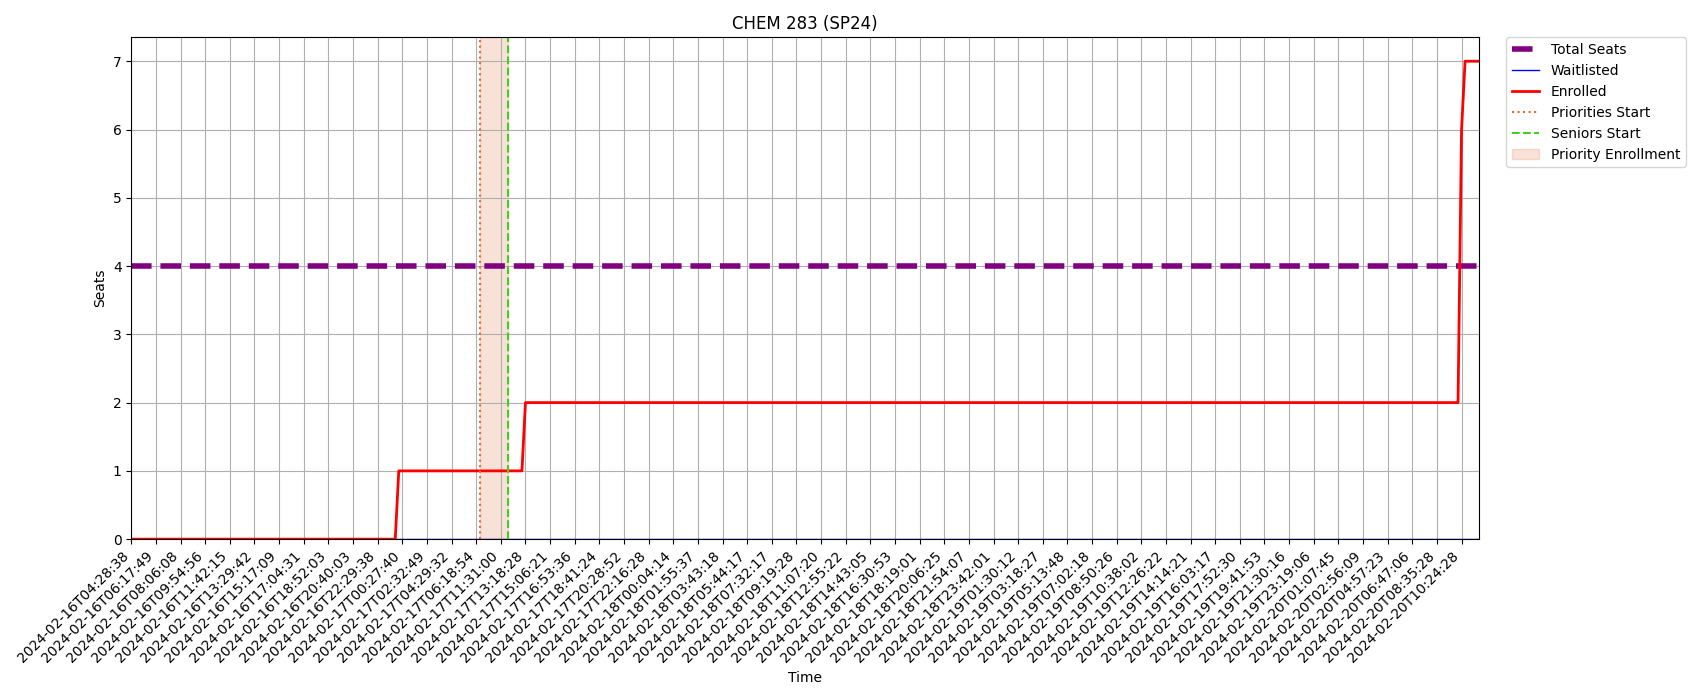 CHEM 283 (SP24)
Total Seats
Waitlisted
Enrolled
Priorities Start
Seniors Start
Priority Enrollment
Seats
7
6
5
4
3
2
1
0
2024-02-16T04:28:38
2024-02-16T06:17:49
2024-02-16T08:06:08
2024-02-16T09:54:56
2024-02-16T11:42:15
2024-02-16T13:29:42
2024-02-16T15:17:09
2024-02-16T17:04:31
2024-02-16T18:52:03
2024-02-16T20:40:03
2024-02-16T22:29:38
2024-02-17T00:27:40
2024-02-17T02:32:49
2024-02-17T04:29:32
2024-02-17T06:18:54
2024-02-17T11:31:00
2024-02-17T13:18:28
2024-02-17T15:06:21
2024-02-17T16:53:36
2024-02-17T18:41:24
2024-02-17T20:28:52
2024-02-17T22:16:28
2024-02-18T00:04:14
2024-02-18T01:55:37
2024-02-18T03:43:18
2024-02-18T05:44:17
2024-02-18T07:32:17
2024-02-18T09:19:28
2024-02-18T11:07:20
2024-02-18T12:55:22
2024-02-18T14:43:05
2024-02-18T16:30:53
2024-02-18T18:19:01
2024-02-18T20:06:25
2024-02-18T21:54:07
2024-02-18T23:42:01
2024-02-19T01:30:12
2024-02-19T03:18:27
2024-02-19T05:13:48
2024-02-19T07:02:18
2024-02-19T08:50:26
2024-02-19T10:38:02
2024-02-19T12:26:22
2024-02-19T14:14:21
2024-02-19T16:03:17
2024-02-19T17:52:30
2024-02-19T19:41:53
2024-02-19T21:30:16
2024-02-19T23:19:06
2024-02-20T01:07:45
2024-02-20T02:56:09
2024-02-20T04:57:23
2024-02-20T06:47:06
2024-02-20T08:35:28
2024-02-20T10:24:28
Time